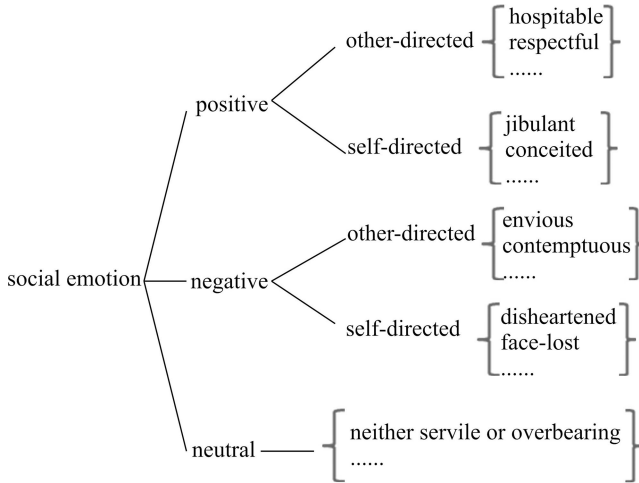 other-directed
hospitable
respectful
......
positive
self-directed
jibulant
conceited
......
social emotion
negative
other-directed
envious
contemptuous
......
self-directed
disheartened
face-lost
......
neutral
neither servile or overbearing
......